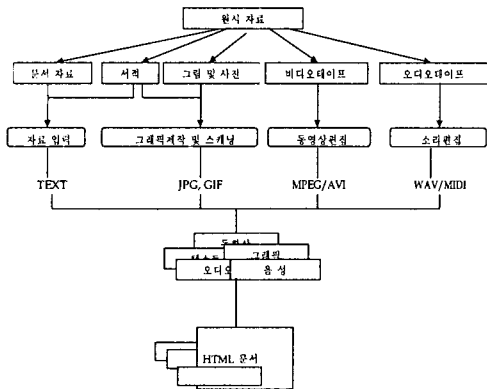 원식 자료
문서 자료 서적 그림 및 사진 비디오테이프 오디오테이프
자료 입력 그래픽제작 및 스캐닝 동영상편집 소리편집
TEXT JPG, GIF MPEG/AVI WAV/MIDI
그래픽
오디오 음성
HTML 문서